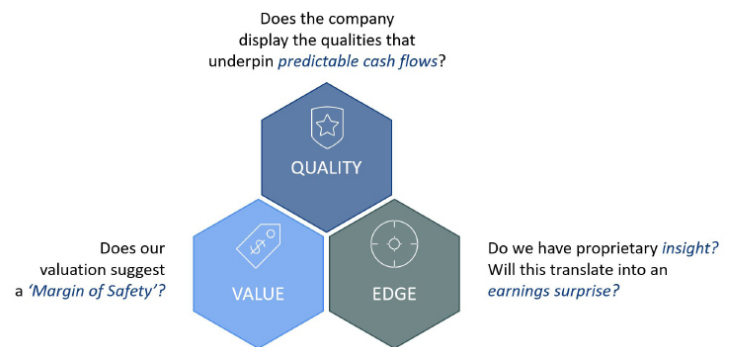 Does the company
display the qualities that
underpin predictable cash flows?
QUALITY
Does our
valuation suggest
a ‘Margin of Safety’?
VALUE
EDGE
Do we have proprietary insight?
Will this translate into an
earnings surprise?